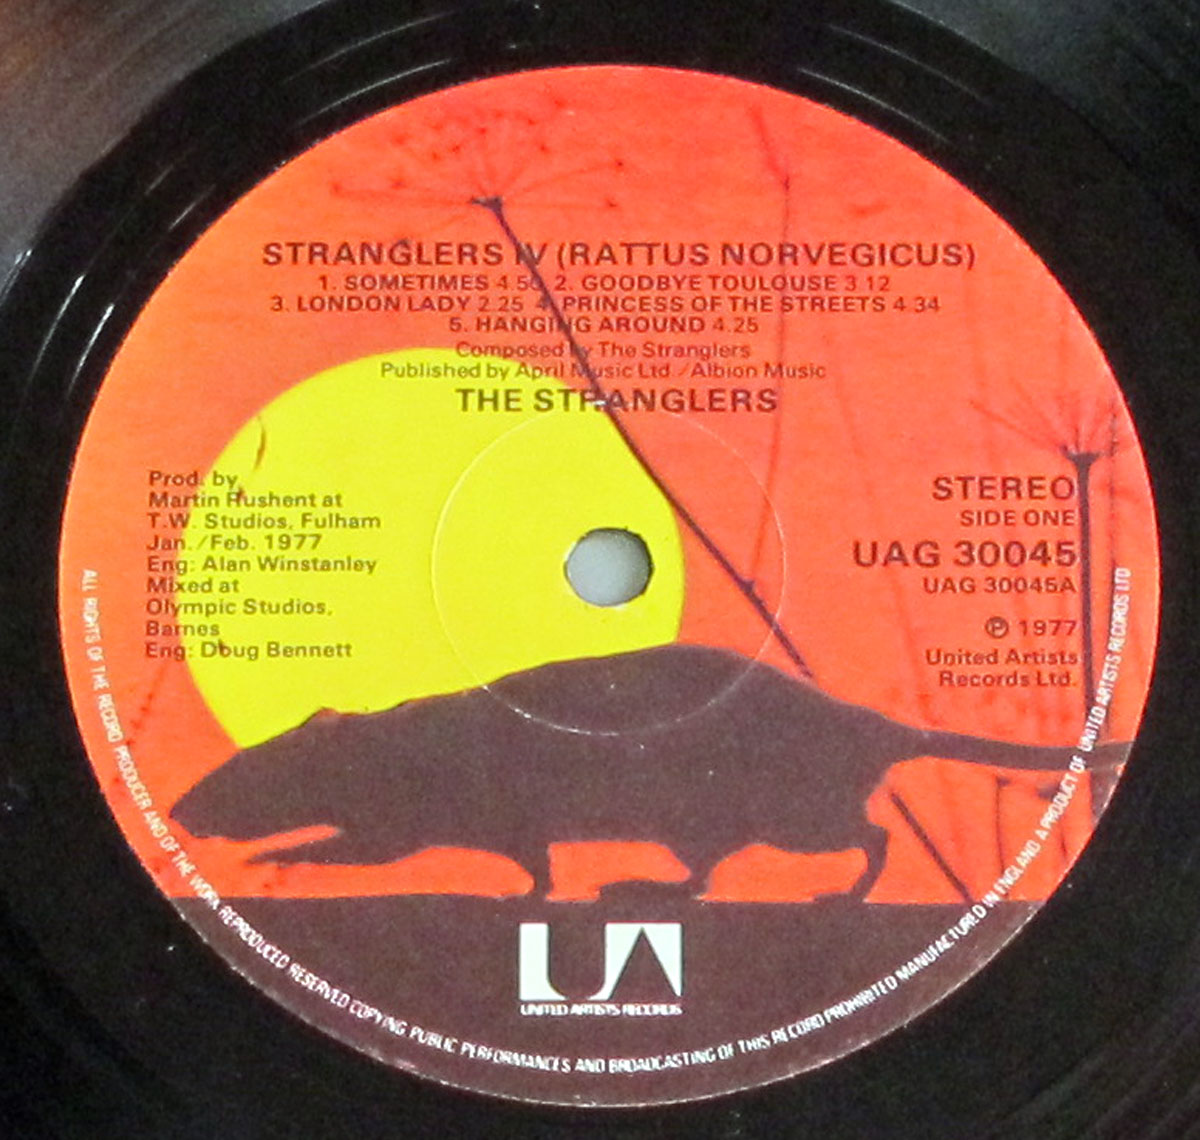 STRANGLERS IV (RATTUS NORVEGICUS)
1. SOMETIMES 4.50 2. GOODBYE TOULOUSE 3 12
3. LONDON LADY 2.25 4. PRINCESS OF THE STREETS 4 34
5. HANGING AROUND 4.25
Composed by The Stranglers
Published by April Music Ltd./Albion Music
THE STRANGLERS
Prod. by
Martin Rushent at
T.W. Studios, Fulham
Jan./Feb. 1977
Eng: Alan Winstanley
Mixed at
Olympic Studios,
Barnes
Eng: Doug Bennett
STEREO
SIDE ONE
UAG 30045
UAG 30045A
℗ 1977
United Artists
Records Ltd.
UA
UNITED ARTISTS RECORDS
ALL RIGHTS OF THE RECORD PRODUCER AND OF THE WORK REPRODUCED RESERVED COPYING PUBLIC PERFORMANCES AND BROADCASTING OF THIS RECORD PROHIBITED MANUFACTURED IN ENGLAND A PRODUCT OF UNITED ARTISTS RECORDS LTD